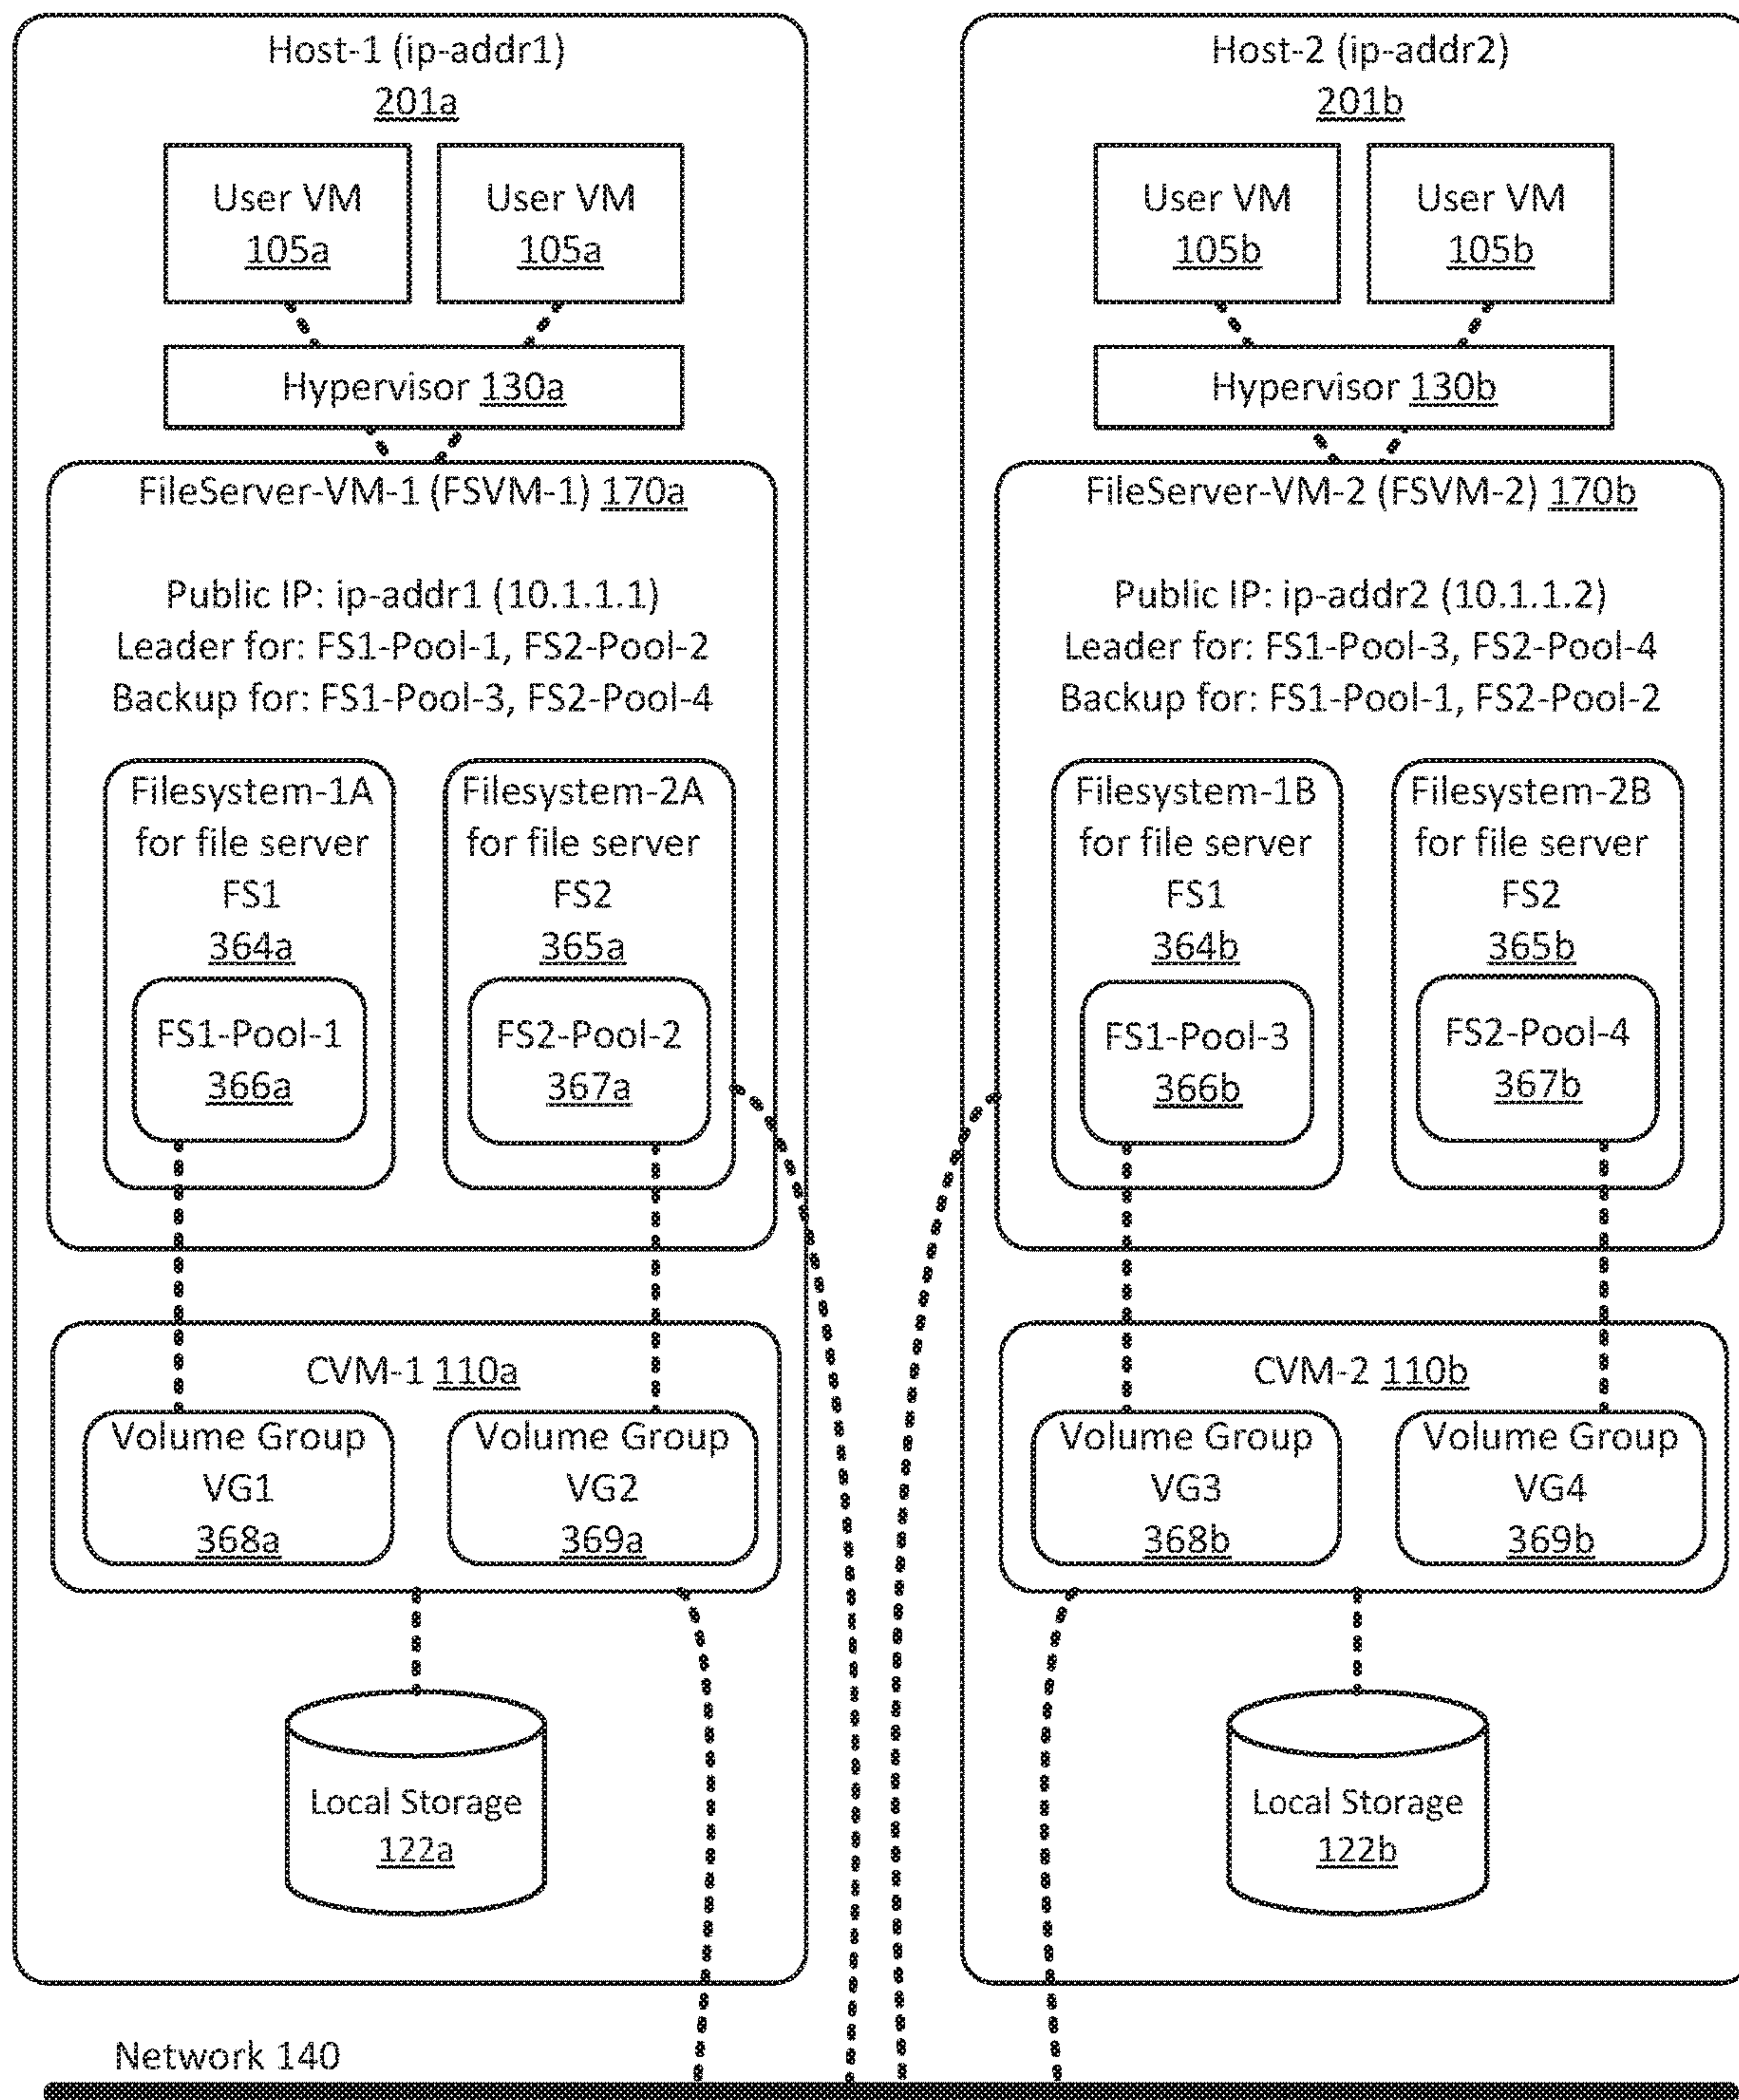 Host-1 (ip-addr1)
201a
User VM
105a
User VM
105a
Hypervisor 130a
FileServer-VM-1 (FSVM-1) 170a
Public IP: ip-addr1 (10.1.1.1)
Leader for: FS1-Pool-1, FS2-Pool-2
Backup for: FS1-Pool-3, FS2-Pool-4
Filesystem-1A
for file server
FS1
364a
FS1-Pool-1
366a
Filesystem-2A
for file server
FS2
365a
FS2-Pool-2
367a
CVM-1 110a
Volume Group
VG1
368a
Volume Group
VG2
369a
Local Storage
122a
Host-2 (ip-addr2)
201b
User VM
105b
User VM
105b
Hypervisor 130b
FileServer-VM-2 (FSVM-2) 170b
Public IP: ip-addr2 (10.1.1.2)
Leader for: FS1-Pool-3, FS2-Pool-4
Backup for: FS1-Pool-1, FS2-Pool-2
Filesystem-1B
for file server
FS1
364b
FS1-Pool-3
366b
Filesystem-2B
for file server
FS2
365b
FS2-Pool-4
367b
CVM-2 110b
Volume Group
VG3
368b
Volume Group
VG4
369b
Local Storage
122b
Network 140